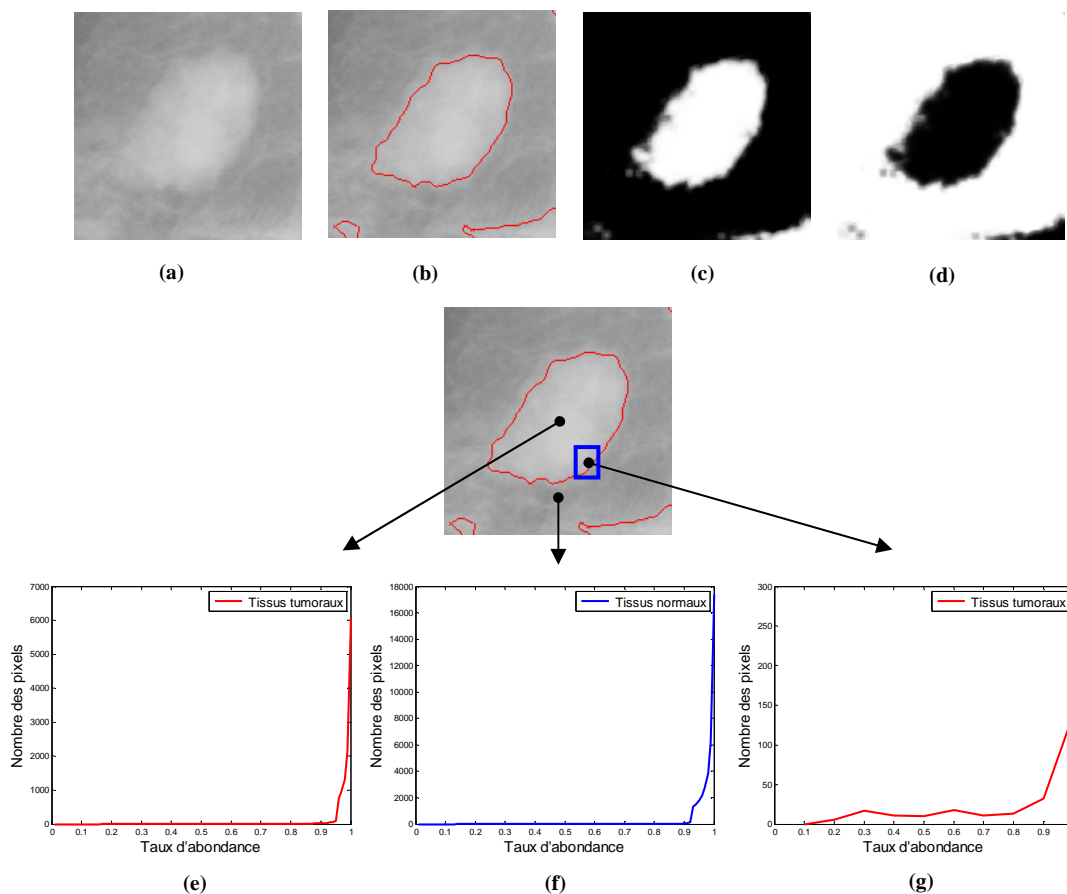 (a)
(b)
(c)
(d)
7000
6000
5000
4000
3000
2000
1000
0
Nombre des pixels
Tissus tumoraux
0 0.1 0.2 0.3 0.4 0.5 0.6 0.7 0.8 0.9 1
Taux d'abondance
(e)
18000
16000
14000
12000
10000
8000
6000
4000
2000
0
Nombre des pixels
Tissus normaux
0 0.1 0.2 0.3 0.4 0.5 0.6 0.7 0.8 0.9 1
Taux d'abondance
(f)
300
250
200
150
100
50
0
Nombre des pixels
Tissus tumoraux
0 0.1 0.2 0.3 0.4 0.5 0.6 0.7 0.8 0.9
Taux d'abondance
(g)